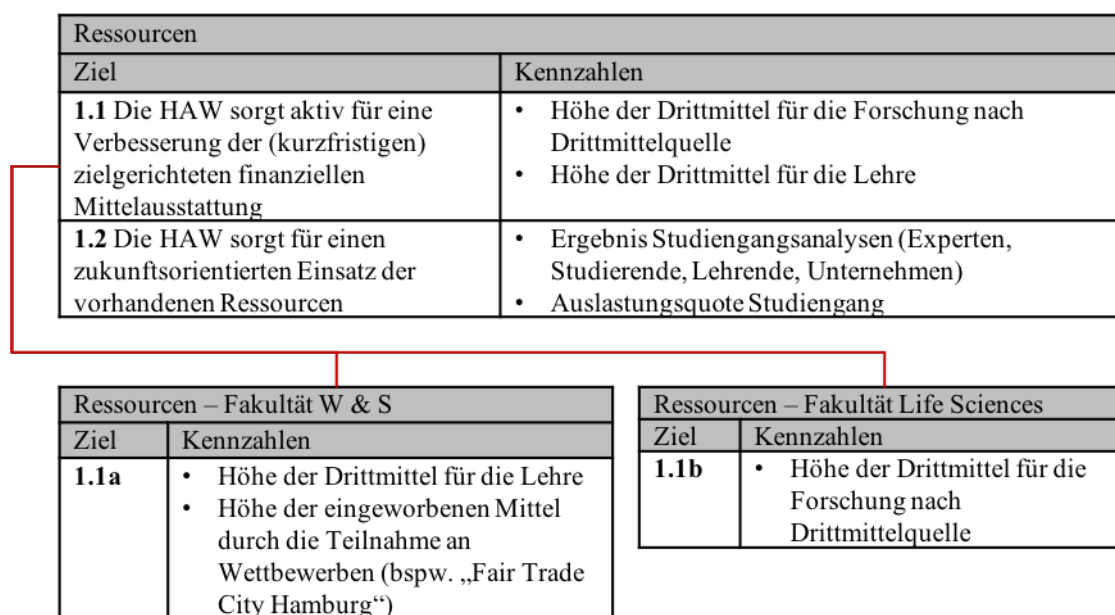 Ressourcen
Ziel Kennzahlen
1.1 Die HAW sorgt aktiv für eine
Verbesserung der (kurzfristigen)
zielgerichteten finanziellen
Mittelausstattung
• Höhe der Drittmittel für die Forschung nach
Drittmittelquelle
• Höhe der Drittmittel für die Lehre
1.2 Die HAW sorgt für einen
zukunftsorientierten Einsatz der
vorhandenen Ressourcen
• Ergebnis Studiengangsanalysen (Experten,
Studierende, Lehrende, Unternehmen)
• Auslastungsquote Studiengang
Ressourcen – Fakultät W & S
Ziel Kennzahlen
1.1a
• Höhe der Drittmittel für die Lehre
• Höhe der eingeworbenen Mittel
durch die Teilnahme an
Wettbewerben (bspw. „Fair Trade
City Hamburg“)
Ressourcen – Fakultät Life Sciences
Ziel Kennzahlen
1.1b
• Höhe der Drittmittel für die
Forschung nach
Drittmittelquelle